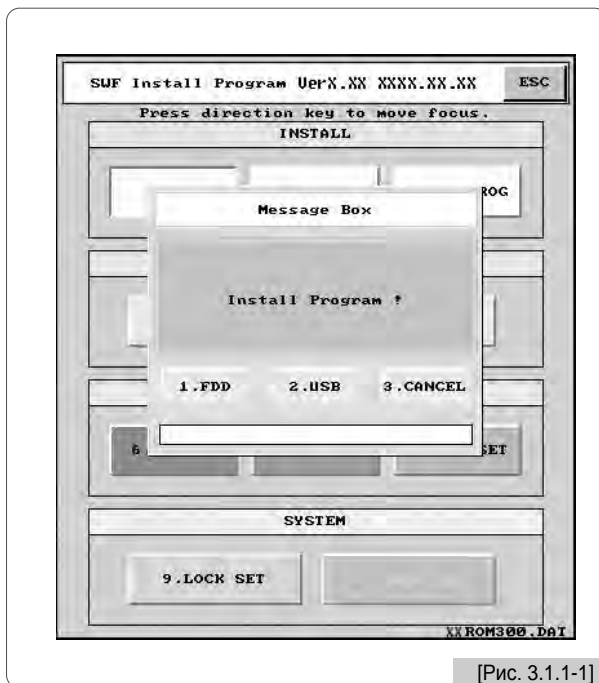 SWF Install Program VerX.XX XXXX.XX.XX ESC
Press direction key to move focus.
INSTALL
ROG
Message Box
Install Program !
1.FDD 2.USB 3.CANCEL
6 SET
SYSTEM
9.LOCK SET
XXROM300.DAT
[Рис. 3.1.1-1]